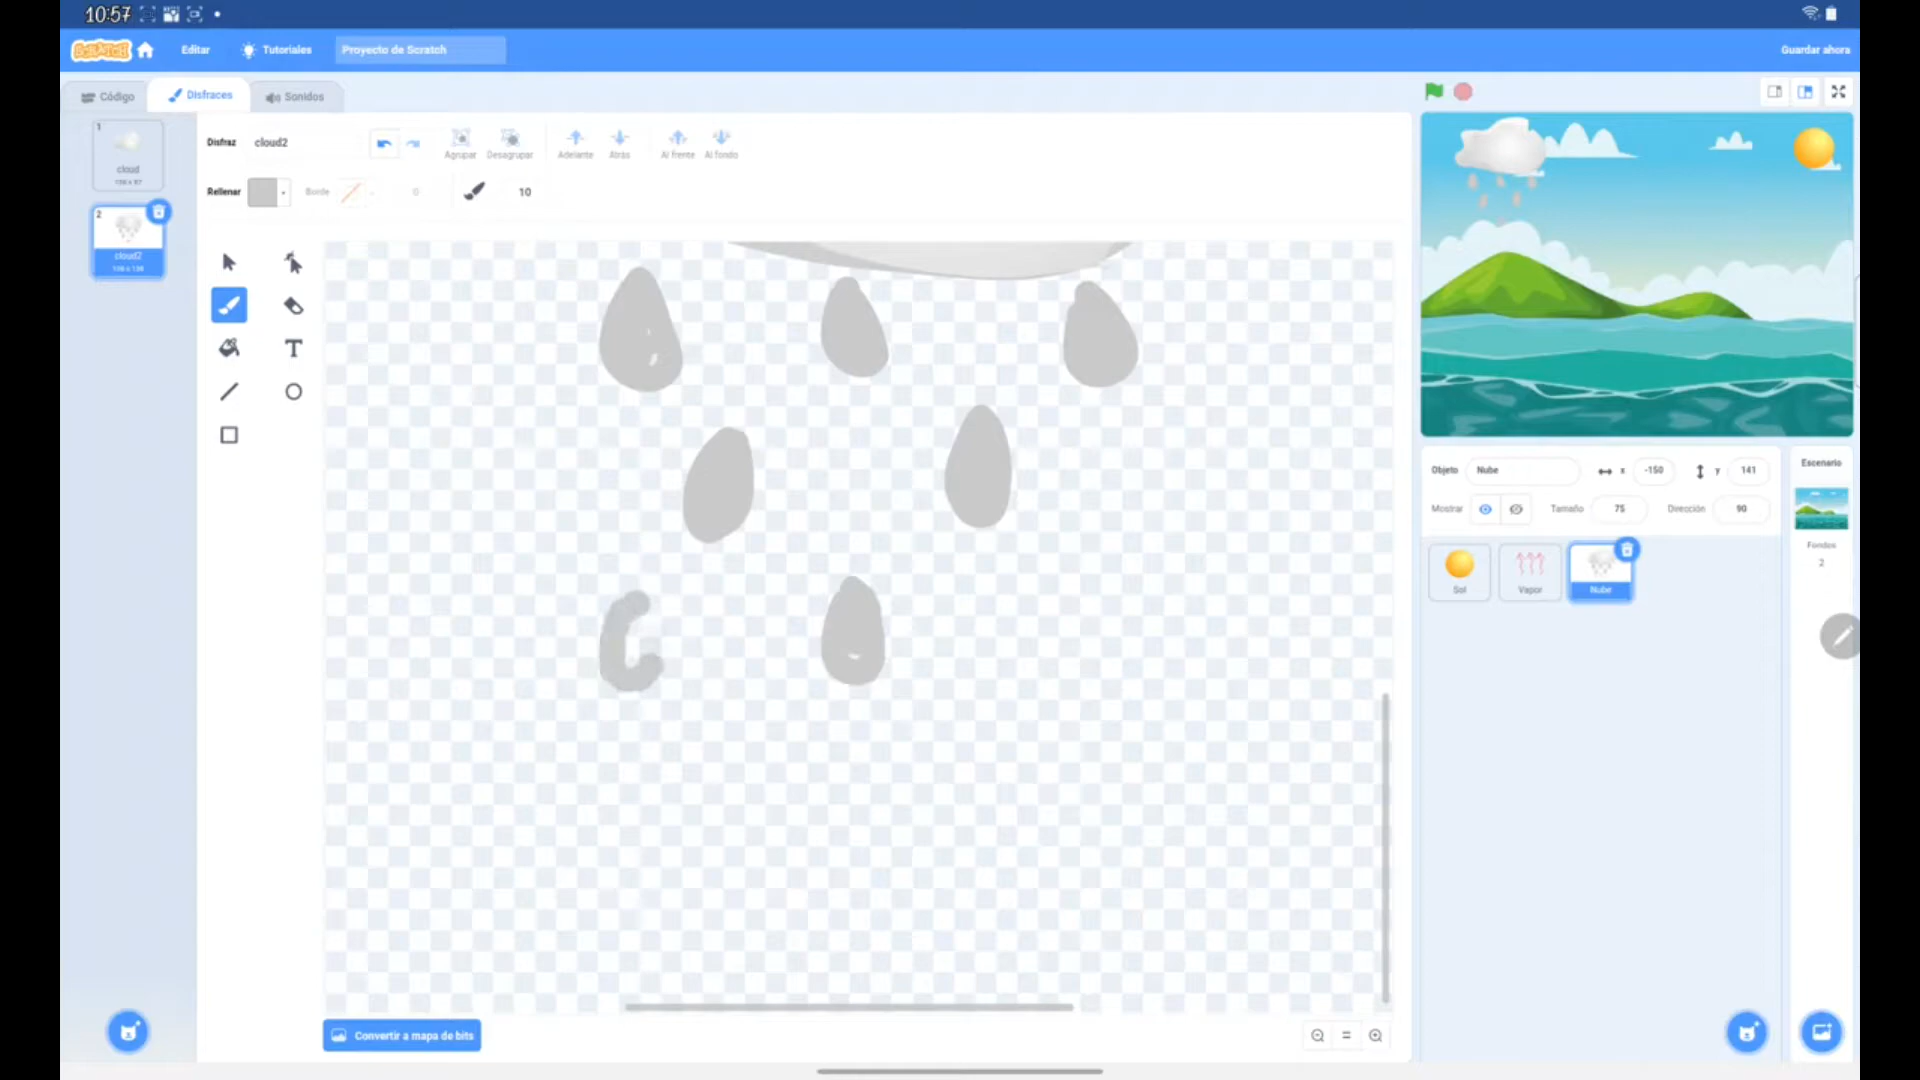 10:57
SCRATCH
Editar
Tutoriales
Proyecto de Scratch
Guardar ahora
Código
Disfraces
Sonidos
1
cloud
2
cloud2
Disfraz
cloud2
Agrupar
Desagrupar
Adelante
Atrás
Al frente
Al fondo
Rellenar
Borde
0
10
T
Convertir a mapa de bits
Objeto
Nube
x
-150
y
141
Mostrar
Tamaño
75
Dirección
90
Sol
Vapor
Nube
Escenario
Fondos
2